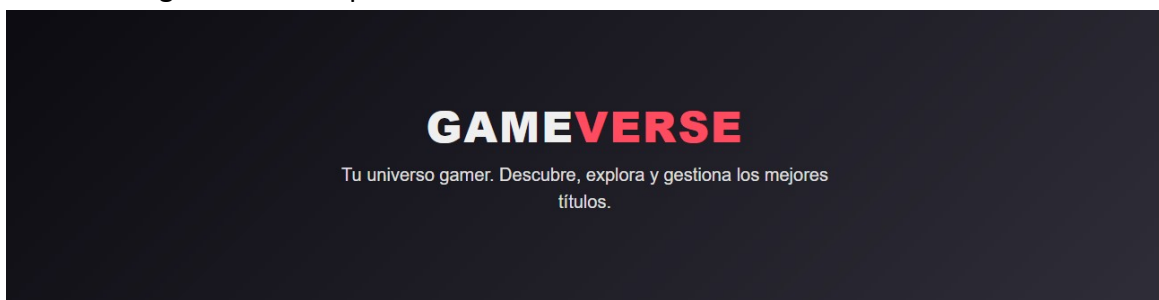 GAMEVERSE
Tu universo gamer. Descubre, explora y gestiona los mejores
títulos.